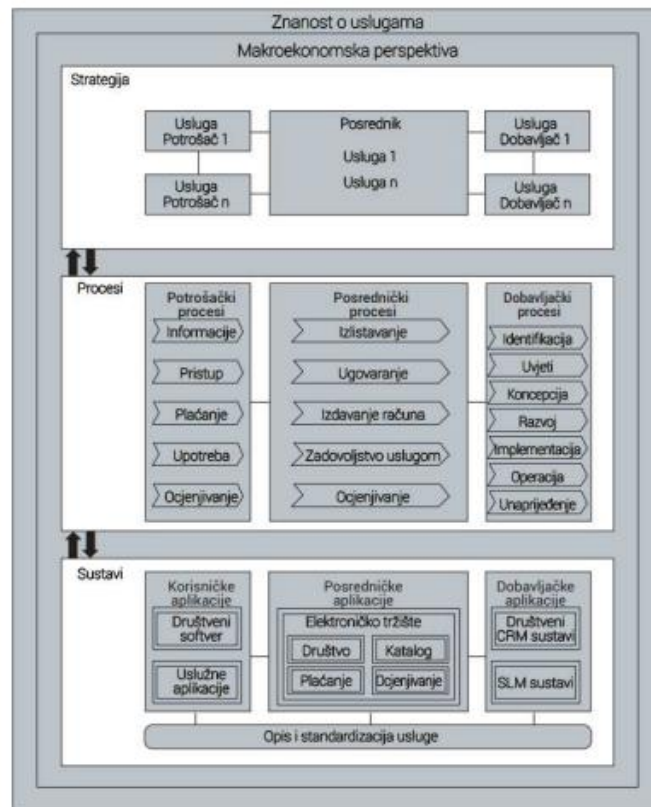 Znanost o uslugama
Makroekonomska perspektiva
Strategija
Usluga
Potrošač 1
Usluga
Potrošač n
Posrednik
Usluga 1
Usluga n
Usluga
Dobavljač 1
Usluga
Dobavljač n
Procesi
Potrošački
procesi
Informacije
Pristup
Plaćanje
Upotreba
Ocjenjivanje
Posrednički
procesi
Izlistavanje
Ugovaranje
Izdavanje računa
Zadovoljstvo uslugom
Ocjenjivanje
Dobavljački
procesi
Identifikacija
Uvjeti
Koncepcija
Razvoj
Implementacija
Operacija
Unaprijeđenje
Sustavi
Korisničke
aplikacije
Društveni
softver
Uslužne
aplikacije
Posredničke
aplikacije
Elektroničko tržište
Društvo
Katalog
Plaćanje
Ocjenjivanje
Dobavljačke
aplikacije
Društveni
CRM sustavi
SLM sustavi
Opis i standardizacija usluge